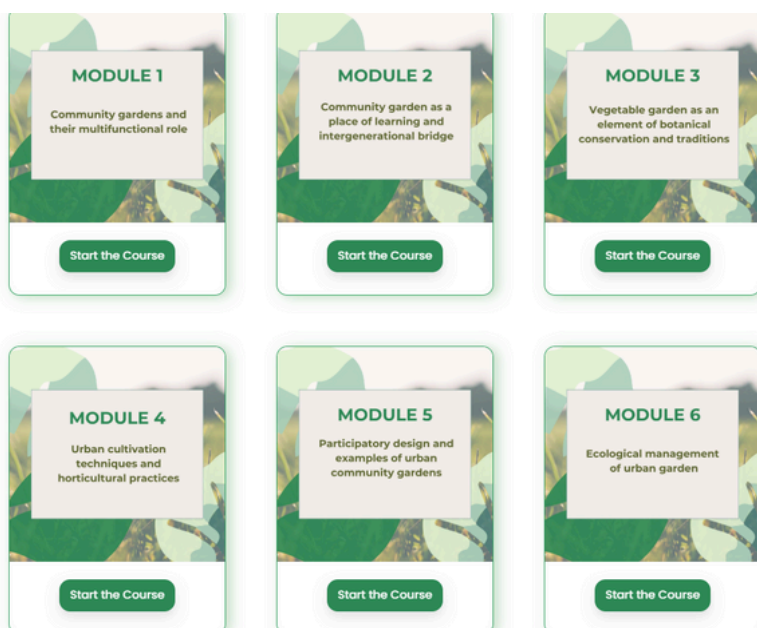 MODULE 1
Community gardens and
their multifunctional role
Start the Course
MODULE 2
Community garden as a
place of learning and
intergenerational bridge
Start the Course
MODULE 3
Vegetable garden as an
element of botanical
conservation and traditions
Start the Course
MODULE 4
Urban cultivation
techniques and
horticultural practices
Start the Course
MODULE 5
Participatory design and
examples of urban
community gardens
Start the Course
MODULE 6
Ecological management
of urban garden
Start the Course